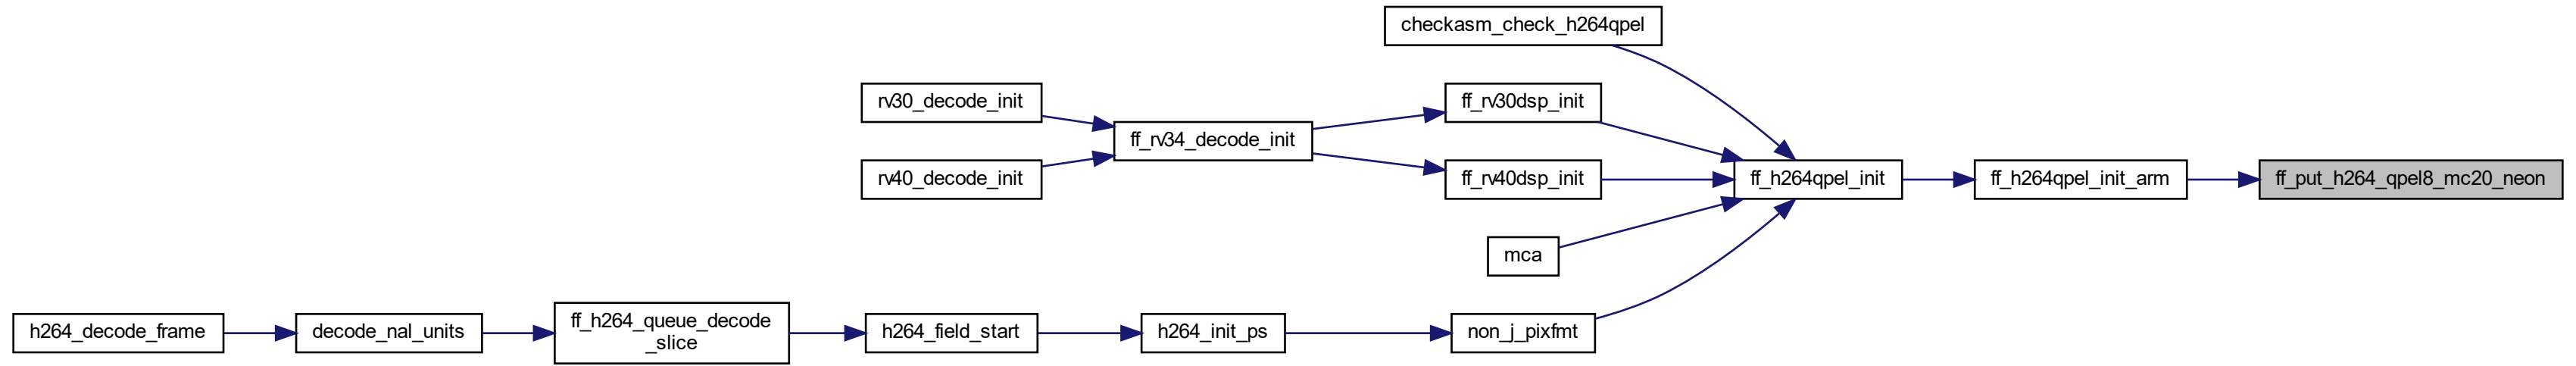 checkasm_check_h264qpel
rv30_decode_init
ff_rv30dsp_init
ff_rv34_decode_init
rv40_decode_init
ff_rv40dsp_init
ff_h264qpel_init
ff_h264qpel_init_arm
ff_put_h264_qpel8_mc20_neon
mca
h264_decode_frame
decode_nal_units
ff_h264_queue_decode
_slice
h264_field_start
h264_init_ps
non_j_pixfmt